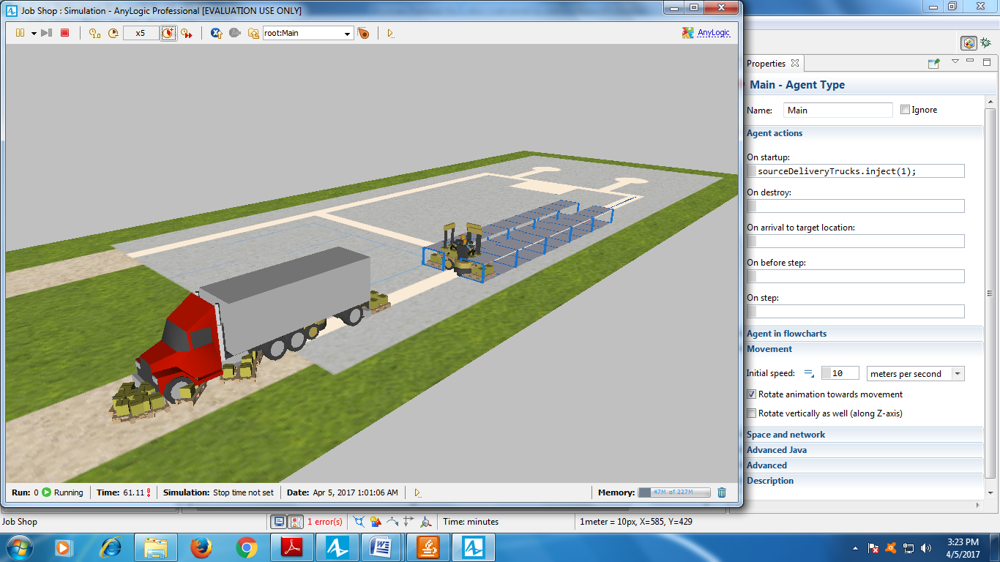 Job Shop : Simulation - AnyLogic Professional [EVALUATION USE ONLY]
x5
root:Main
AnyLogic
Properties
Main - Agent Type
Name:
Main
Ignore
Agent actions
On startup:
sourceDeliveryTrucks.inject(1);
On destroy:
On arrival to target location:
On before step:
On step:
Agent in flowcharts
Movement
Initial speed:
10
meters per second
Rotate animation towards movement
Rotate vertically as well (along Z-axis)
Space and network
Advanced Java
Advanced
Description
Run: 0 Running
Time: 61.11
Simulation: Stop time not set
Date: Apr 5, 2017 1:01:06 AM
Memory:
47M of 227M
Job Shop
1 error(s)
Time: minutes
1meter = 10px, X=585, Y=429
3:23 PM
4/5/2017